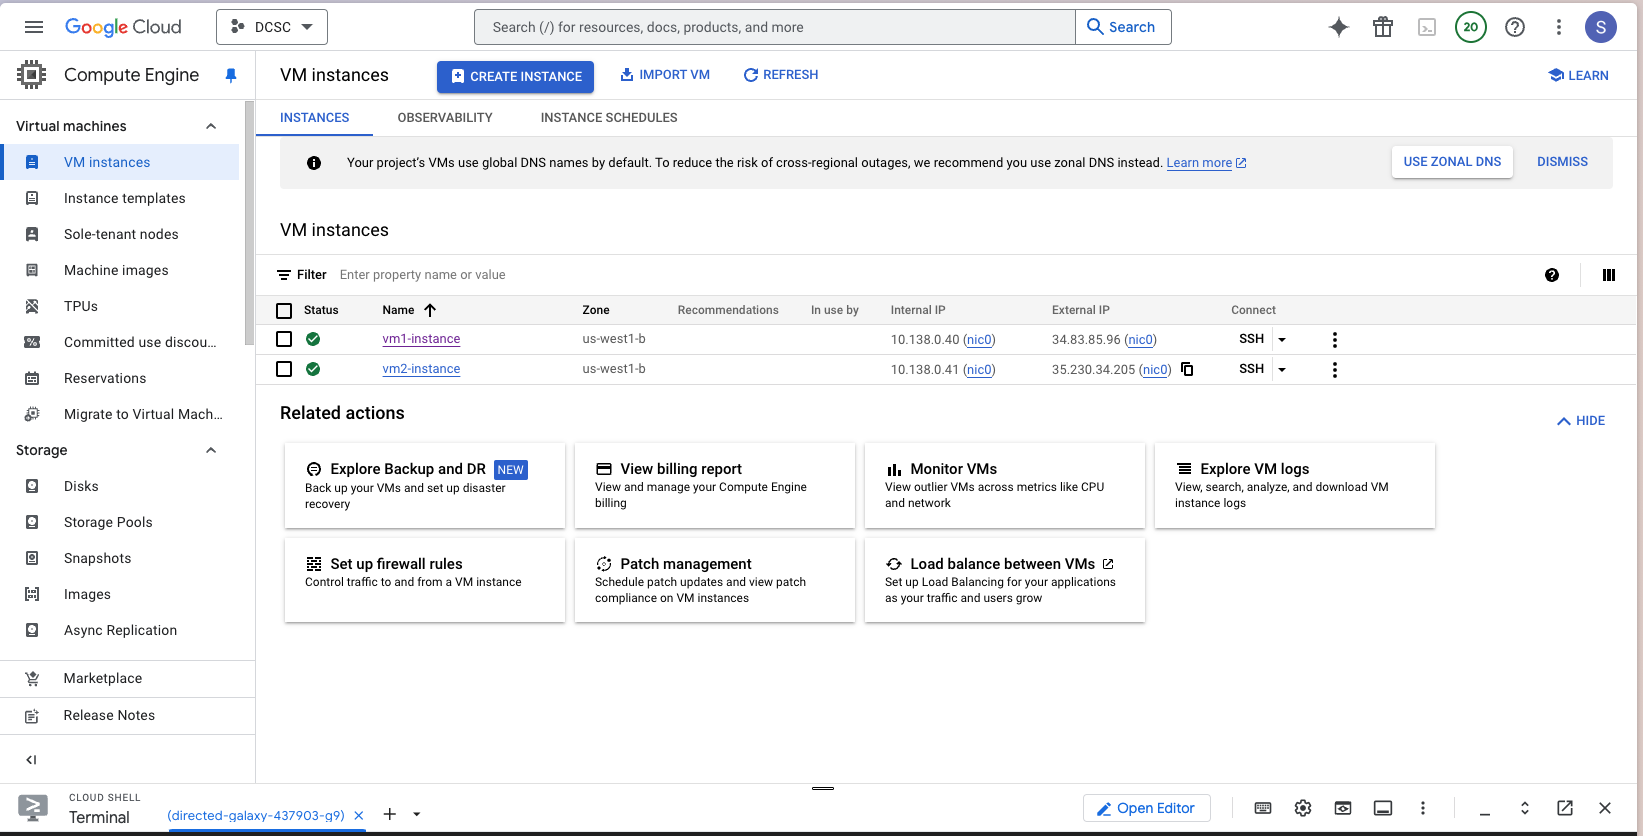 Google Cloud
DCSC
Search (/) for resources, docs, products, and more
Search
20
S
Compute Engine
VM instances
CREATE INSTANCE
IMPORT VM
REFRESH
LEARN
Virtual machines
VM instances
Instance templates
Sole-tenant nodes
Machine images
TPUs
Committed use discou...
Reservations
Migrate to Virtual Mach...
Storage
Disks
Storage Pools
Snapshots
Images
Async Replication
Marketplace
Release Notes
INSTANCES OBSERVABILITY INSTANCE SCHEDULES
Your project's VMs use global DNS names by default. To reduce the risk of cross-regional outages, we recommend you use zonal DNS instead. Learn more
USE ZONAL DNS
DISMISS
VM instances
Filter Enter property name or value
Status Name Zone Recommendations In use by Internal IP External IP Connect
vm1-instance us-west1-b 10.138.0.40 (nic0) 34.83.85.96 (nic0) SSH
vm2-instance us-west1-b 10.138.0.41 (nic0) 35.230.34.205 (nic0) SSH
Related actions
HIDE
Explore Backup and DR NEW
Back up your VMs and set up disaster
recovery
View billing report
View and manage your Compute Engine
billing
Monitor VMs
View outlier VMs across metrics like CPU
and network
Explore VM logs
View, search, analyze, and download VM
instance logs
Set up firewall rules
Control traffic to and from a VM instance
Patch management
Schedule patch updates and view patch
compliance on VM instances
Load balance between VMs
Set up Load Balancing for your applications
as your traffic and users grow
CLOUD SHELL
Terminal
(directed-galaxy-437903-g9)
Open Editor